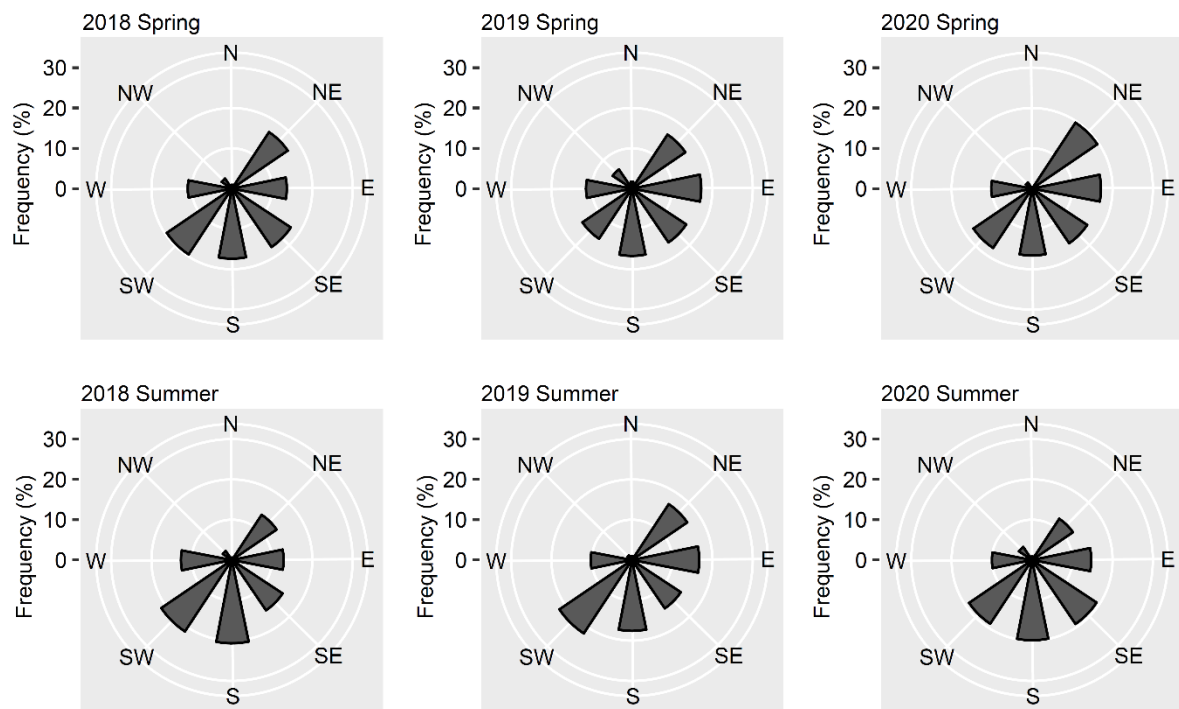 2018 Spring
Frequency (%)
30
20
10
0
N
NE
E
SE
S
SW
W
NW
2019 Spring
Frequency (%)
30
20
10
0
N
NE
E
SE
S
SW
W
NW
2020 Spring
Frequency (%)
30
20
10
0
N
NE
E
SE
S
SW
W
NW
2018 Summer
Frequency (%)
30
20
10
0
N
NE
E
SE
S
SW
W
NW
2019 Summer
Frequency (%)
30
20
10
0
N
NE
E
SE
S
SW
W
NW
2020 Summer
Frequency (%)
30
20
10
0
N
NE
E
SE
S
SW
W
NW